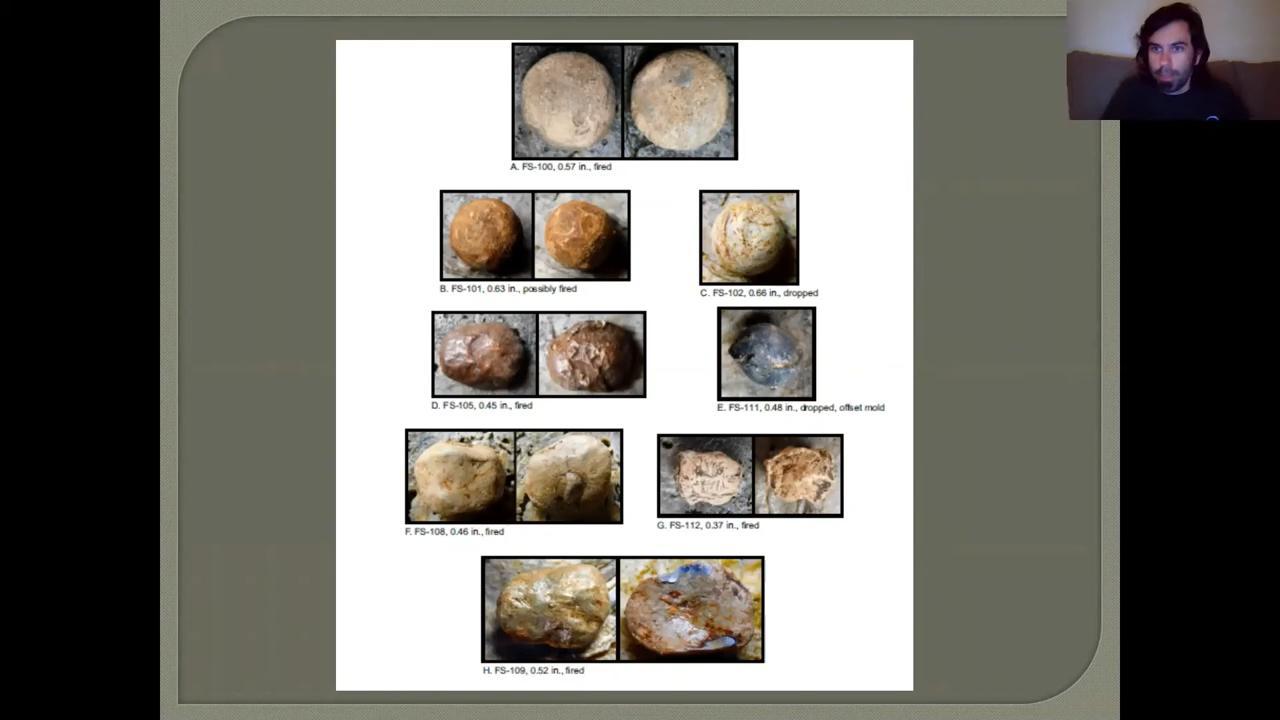 A. FS-100, 0.57 in., fired
B. FS-101, 0.63 in., possibly fired
C. FS-102, 0.66 in., dropped
D. FS-105, 0.45 in., fired
E. FS-111, 0.48 in., dropped, offset mold
F. FS-108, 0.46 in., fired
G. FS-112, 0.37 in., fired
H. FS-109, 0.52 in., fired